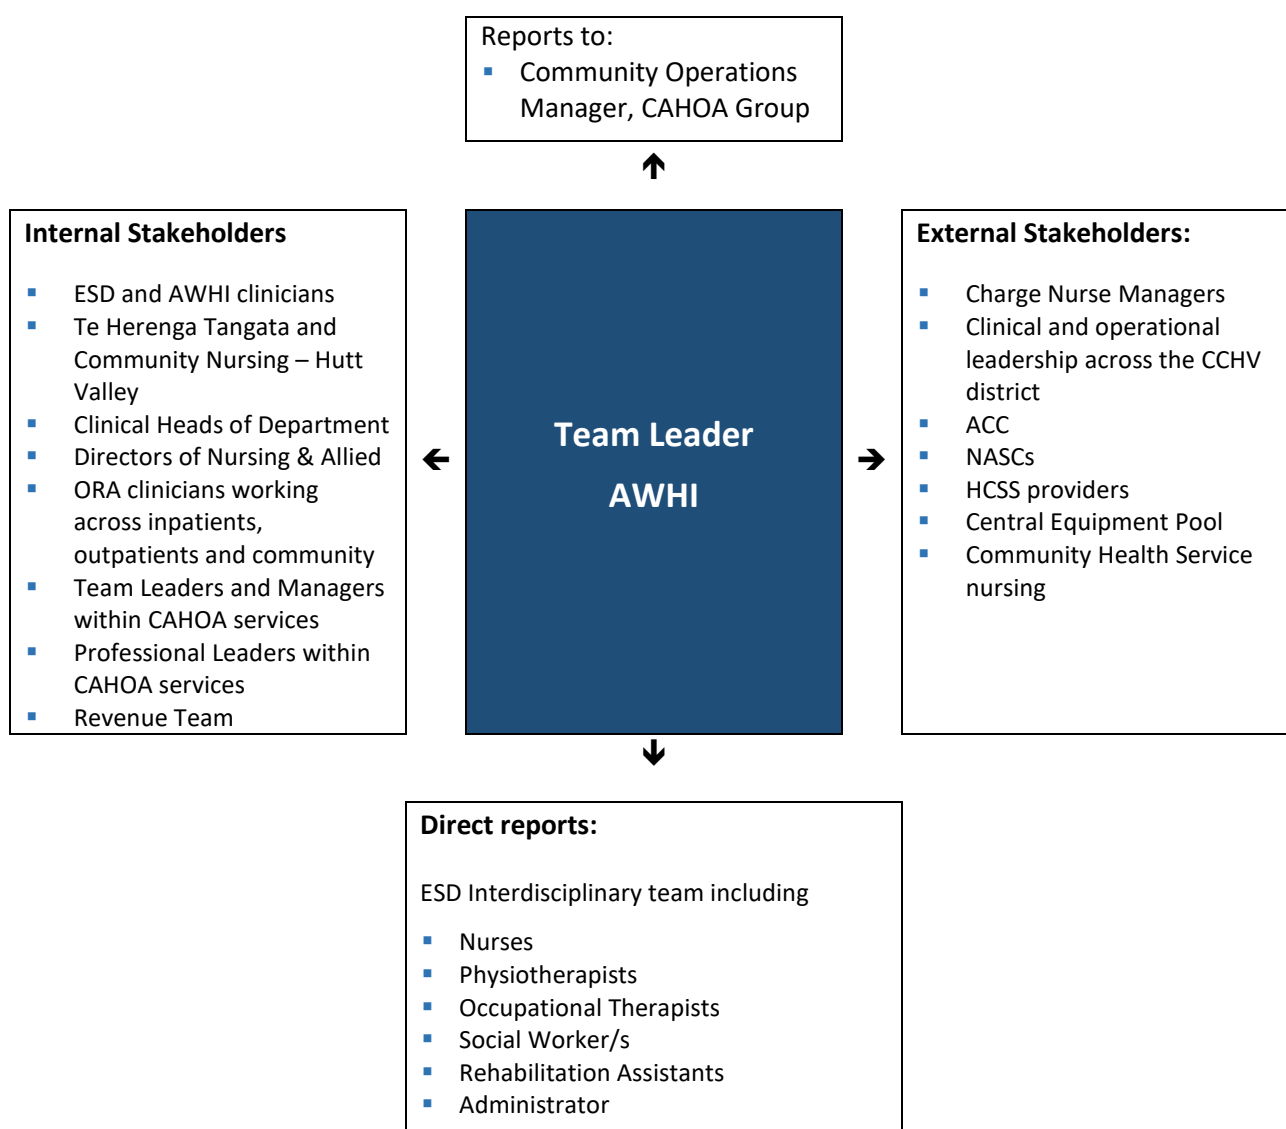 Reports to:
▪ Community Operations
Manager, CAHOA Group
Internal Stakeholders
▪ ESD and AWHI clinicians
▪ Te Herenga Tangata and
Community Nursing – Hutt
Valley
▪ Clinical Heads of Department
▪ Directors of Nursing & Allied
▪ ORA clinicians working
across inpatients,
outpatients and community
▪ Team Leaders and Managers
within CAHOA services
▪ Professional Leaders within
CAHOA services
▪ Revenue Team
Team Leader
AWHI
External Stakeholders:
▪ Charge Nurse Managers
▪ Clinical and operational
leadership across the CCHV
district
▪ ACC
▪ NASCs
▪ HCSS providers
▪ Central Equipment Pool
▪ Community Health Service
nursing
Direct reports:
ESD Interdisciplinary team including
▪ Nurses
▪ Physiotherapists
▪ Occupational Therapists
▪ Social Worker/s
▪ Rehabilitation Assistants
▪ Administrator